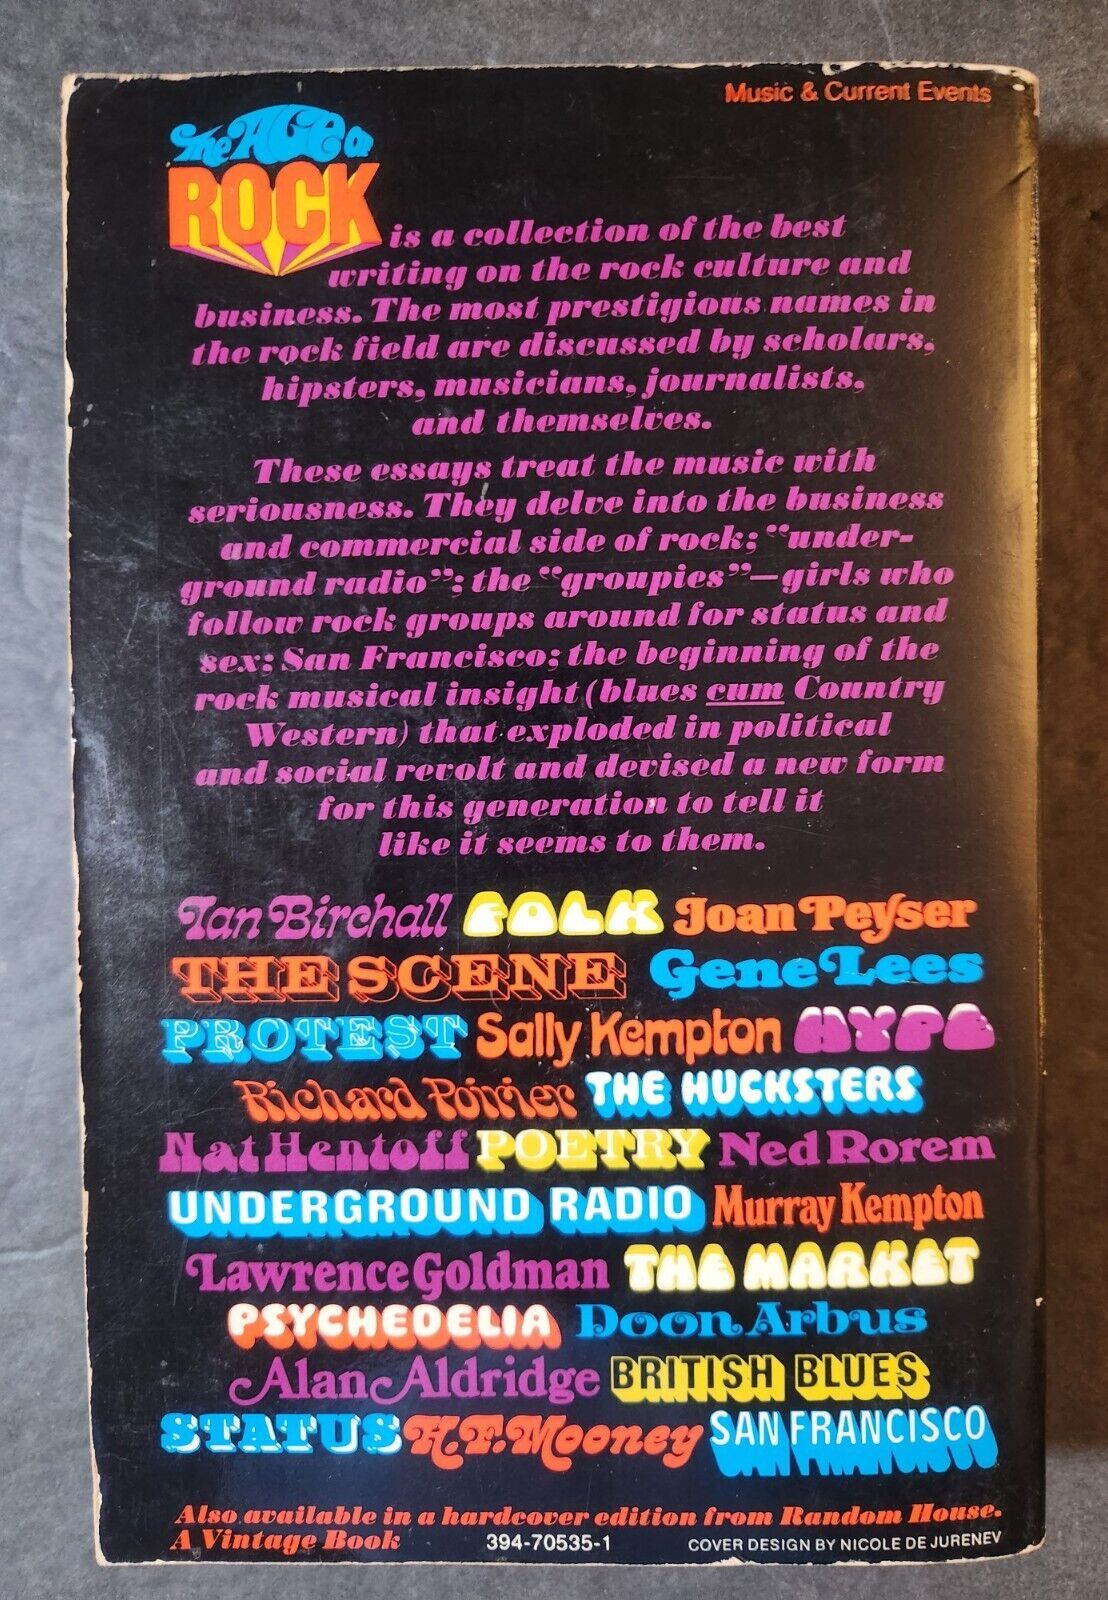 Music & Current Events
The AGE OF
ROCK
is a collection of the best
writing on the rock culture and
business. The most prestigious names in
the rock field are discussed by scholars,
hipsters, musicians, journalists,
and themselves.
These essays treat the music with
seriousness. They delve into the business
and commercial side of rock; “under-
ground radio”; the “groupies”—girls who
follow rock groups around for status and
sex; San Francisco; the beginning of the
rock musical insight (blues cum Country
Western) that exploded in political
and social revolt and devised a new form
for this generation to tell it
like it seems to them.
Ian Birchall FOLK Joan Peyser
THE SCENE Gene Lees
PROTEST Sally Kempton HYPE
Richard Poirier THE HUCKSTERS
Nat Hentoff POETRY Ned Rorem
UNDERGROUND RADIO Murray Kempton
Lawrence Goldman THE MARKET
PSYCHEDELIA Doon Arbus
Alan Aldridge BRITISH BLUES
STATUS H.F. Mooney SAN FRANCISCO
Also available in a hardcover edition from Random House.
A Vintage Book 394-70535-1 COVER DESIGN BY NICOLE DE JURENEV